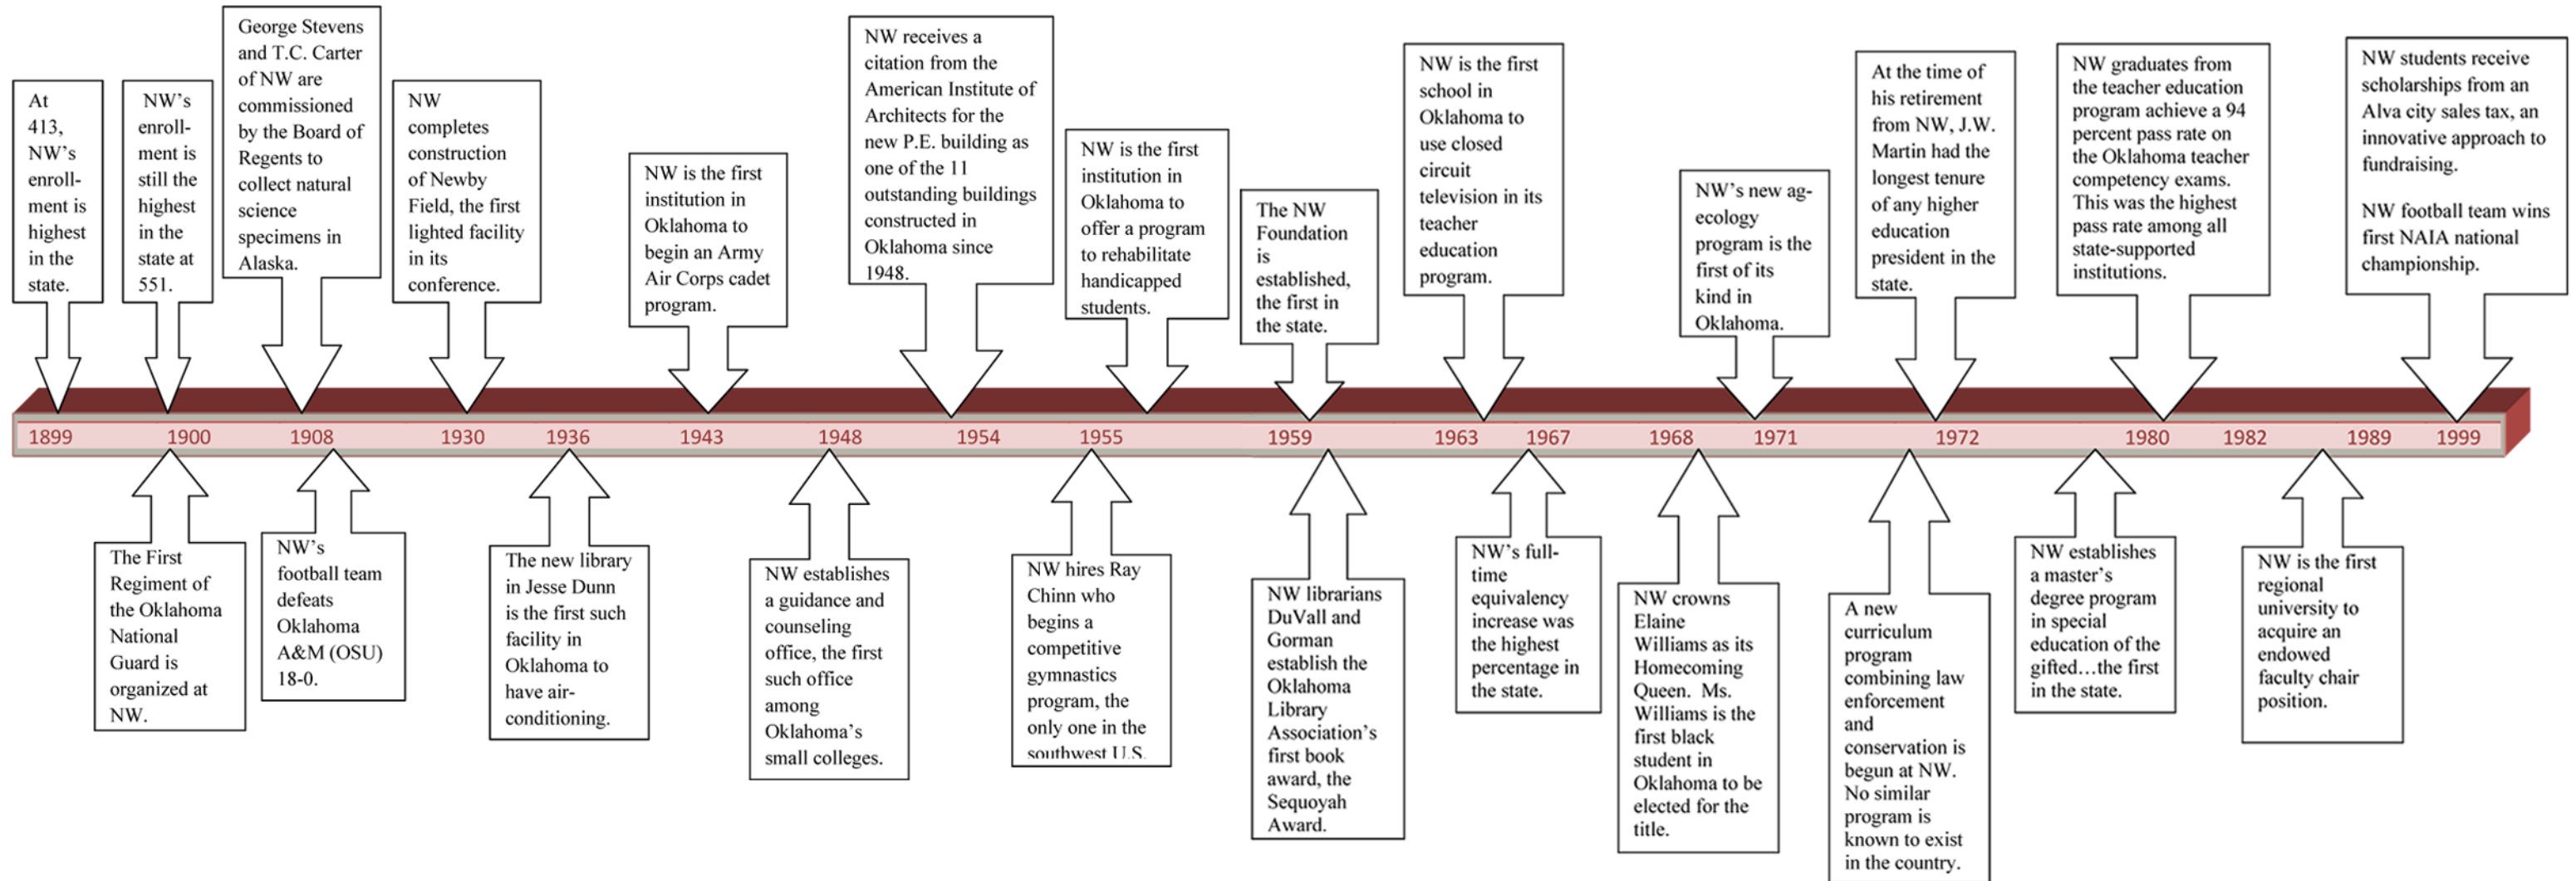 At
413,
NW's
enroll-
ment is
highest
in the
state.
NW's
enroll-
ment is
still the
highest
in the
state at
551.
George Stevens
and T.C. Carter
of NW are
commissioned
by the Board of
Regents to
collect natural
science
specimens in
Alaska.
NW
completes
construction
of Newby
Field, the first
lighted facility
in its
conference.
NW is the first
institution in
Oklahoma to
begin an Army
Air Corps cadet
program.
NW receives a
citation from the
American Institute of
Architects for the
new P.E. building as
one of the 11
outstanding buildings
constructed in
Oklahoma since
1948.
NW is the first
institution in
Oklahoma to
offer a program
to rehabilitate
handicapped
students.
The NW
Foundation
is
established,
the first in
the state.
NW is the first
school in
Oklahoma to
use closed
circuit
television in its
teacher
education
program.
NW's new ag-
ecology
program is the
first of its
kind in
Oklahoma.
At the time of
his retirement
from NW, J.W.
Martin had the
longest tenure
of any higher
education
president in the
state.
NW graduates from
the teacher education
program achieve a 94
percent pass rate on
the Oklahoma teacher
competency exams.
This was the highest
pass rate among all
state-supported
institutions.
NW students receive
scholarships from an
Alva city sales tax, an
innovative approach to
fundraising.
NW football team wins
first NAIA national
championship.
1899 1900 1908 1930 1936 1943 1948 1954 1955 1959 1963 1967 1968 1971 1972 1980 1982 1989 1999
The First
Regiment of
the Oklahoma
National
Guard is
organized at
NW.
NW's
football team
defeats
Oklahoma
A&M (OSU)
18-0.
The new library
in Jesse Dunn
is the first such
facility in
Oklahoma to
have air-
conditioning.
NW establishes
a guidance and
counseling
office, the first
such office
among
Oklahoma's
small colleges.
NW hires Ray
Chinn who
begins a
competitive
gymnastics
program, the
only one in the
southwest U.S.
NW librarians
DuVall and
Gorman
establish the
Oklahoma
Library
Association's
first book
award, the
Sequoyah
Award.
NW's full-
time
equivalency
increase was
the highest
percentage in
the state.
NW crowns
Elaine
Williams as its
Homecoming
Queen. Ms.
Williams is the
first black
student in
Oklahoma to be
elected for the
title.
A new
curriculum
program
combining law
enforcement
and
conservation is
begun at NW.
No similar
program is
known to exist
in the country.
NW establishes
a master's
degree program
in special
education of the
gifted…the first
in the state.
NW is the first
regional
university to
acquire an
endowed
faculty chair
position.